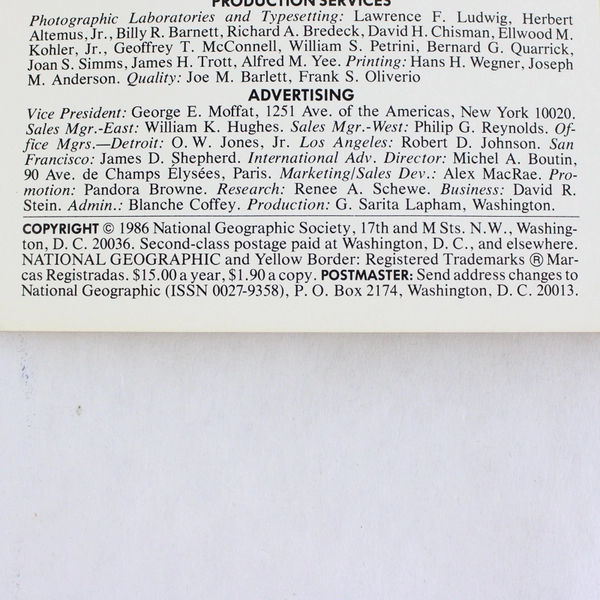 PRODUCTION SERVICES
Photographic Laboratories and Typesetting: Lawrence F. Ludwig, Herbert
Altemus, Jr., Billy R. Barnett, Richard A. Bredeck, David H. Chisman, Ellwood M.
Kohler, Jr., Geoffrey T. McConnell, William S. Petrini, Bernard G. Quarrick,
Joan S. Simms, James H. Trott, Alfred M. Yee. Printing: Hans H. Wegner, Joseph
M. Anderson. Quality: Joe M. Barlett, Frank S. Oliverio
ADVERTISING
Vice President: George E. Moffat, 1251 Ave. of the Americas, New York 10020.
Sales Mgr.-East: William K. Hughes. Sales Mgr.-West: Philip G. Reynolds. Of-
fice Mgrs.—Detroit: O. W. Jones, Jr. Los Angeles: Robert D. Johnson. San
Francisco: James D. Shepherd. International Adv. Director: Michel A. Boutin,
90 Ave. de Champs Élysées, Paris. Marketing/Sales Dev.: Alex MacRae. Pro-
motion: Pandora Browne. Research: Renee A. Schewe. Business: David R.
Stein. Admin.: Blanche Coffey. Production: G. Sarita Lapham, Washington.
COPYRIGHT © 1986 National Geographic Society, 17th and M Sts. N.W., Washing-
ton, D. C. 20036. Second-class postage paid at Washington, D. C., and elsewhere.
NATIONAL GEOGRAPHIC and Yellow Border: Registered Trademarks ® Mar-
cas Registradas. $15.00 a year, $1.90 a copy. POSTMASTER: Send address changes to
National Geographic (ISSN 0027-9358), P. O. Box 2174, Washington, D. C. 20013.